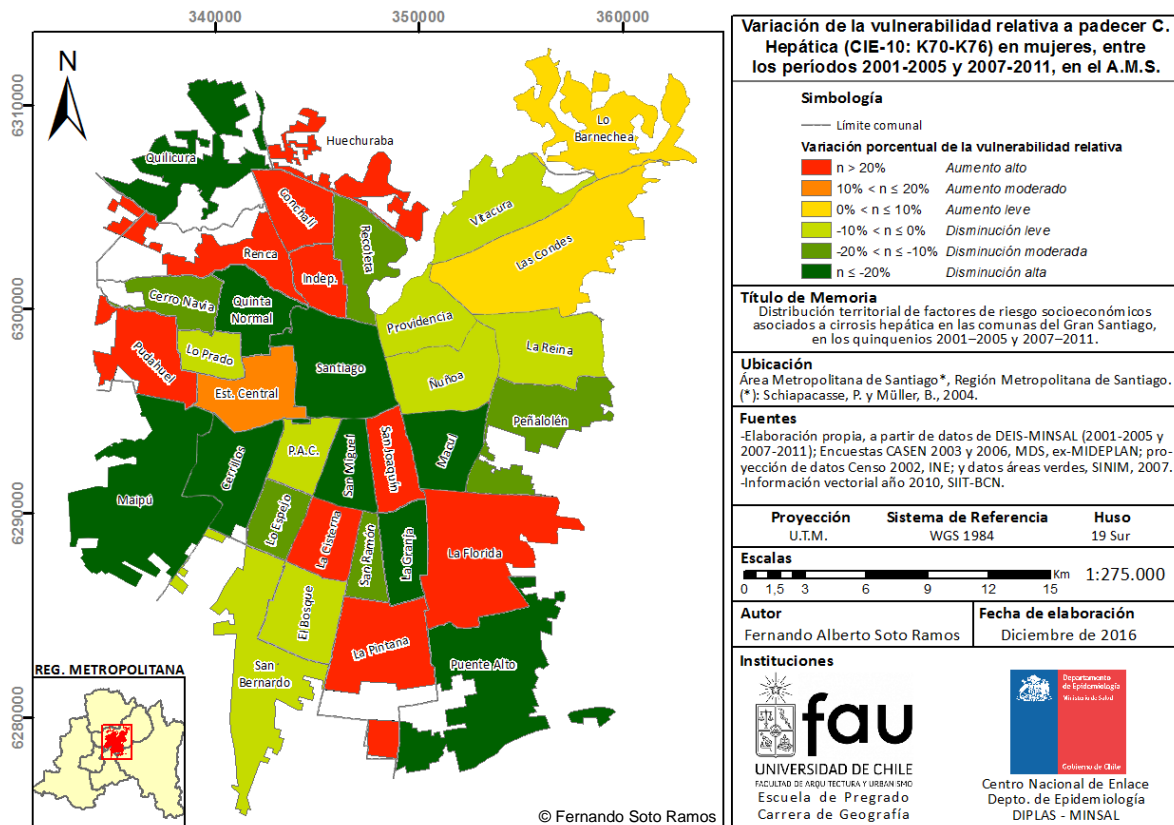 340000
350000
360000
6310000
6300000
6290000
6280000
N
Quilicura
Huechuraba
Lo
Barnechea
Conchalí
Vitacura
Recoleta
Renca
Las Condes
Indep.
Cerro Navia
Quinta
Normal
Providencia
La Reina
Pudahuel
Lo Prado
Santiago
Ñuñoa
Est. Central
Peñalolén
P.A.C.
San Miguel
San Joaquín
Macul
Cerrillos
Maipú
Lo Espejo
La Cisterna
San Ramón
La Granja
La Florida
El Bosque
La Pintana
San
Bernardo
Puente Alto
REG. METROPOLITANA
© Fernando Soto Ramos
Variación de la vulnerabilidad relativa a padecer C.
Hepática (CIE-10: K70-K76) en mujeres, entre
los períodos 2001-2005 y 2007-2011, en el A.M.S.
Simbología
Límite comunal
Variación porcentual de la vulnerabilidad relativa
n > 20% Aumento alto
10% < n ≤ 20% Aumento moderado
0% < n ≤ 10% Aumento leve
-10% < n ≤ 0% Disminución leve
-20% < n ≤ -10% Disminución moderada
n ≤ -20% Disminución alta
Título de Memoria
Distribución territorial de factores de riesgo socioeconómicos
asociados a cirrosis hepática en las comunas del Gran Santiago,
en los quinquenios 2001–2005 y 2007–2011.
Ubicación
Área Metropolitana de Santiago*, Región Metropolitana de Santiago.
(*): Schiapacasse, P. y Müller, B., 2004.
Fuentes
-Elaboración propia, a partir de datos de DEIS-MINSAL (2001-2005 y
2007-2011); Encuestas CASEN 2003 y 2006, MDS, ex-MIDEPLAN; pro-
yección de datos Censo 2002, INE; y datos áreas verdes, SINIM, 2007.
-Información vectorial año 2010, SIIT-BCN.
Proyección Sistema de Referencia Huso
U.T.M. WGS 1984 19 Sur
Escalas
0 1,5 3 6 9 12 15 Km 1:275.000
Autor
Fernando Alberto Soto Ramos
Fecha de elaboración
Diciembre de 2016
Instituciones
fau
UNIVERSIDAD DE CHILE
FACULTAD DE ARQUITECTURA Y URBANISMO
Escuela de Pregrado
Carrera de Geografía
Departamento
de Epidemiología
Ministerio de Salud
Gobierno de Chile
Centro Nacional de Enlace
Depto. de Epidemiología
DIPLAS - MINSAL